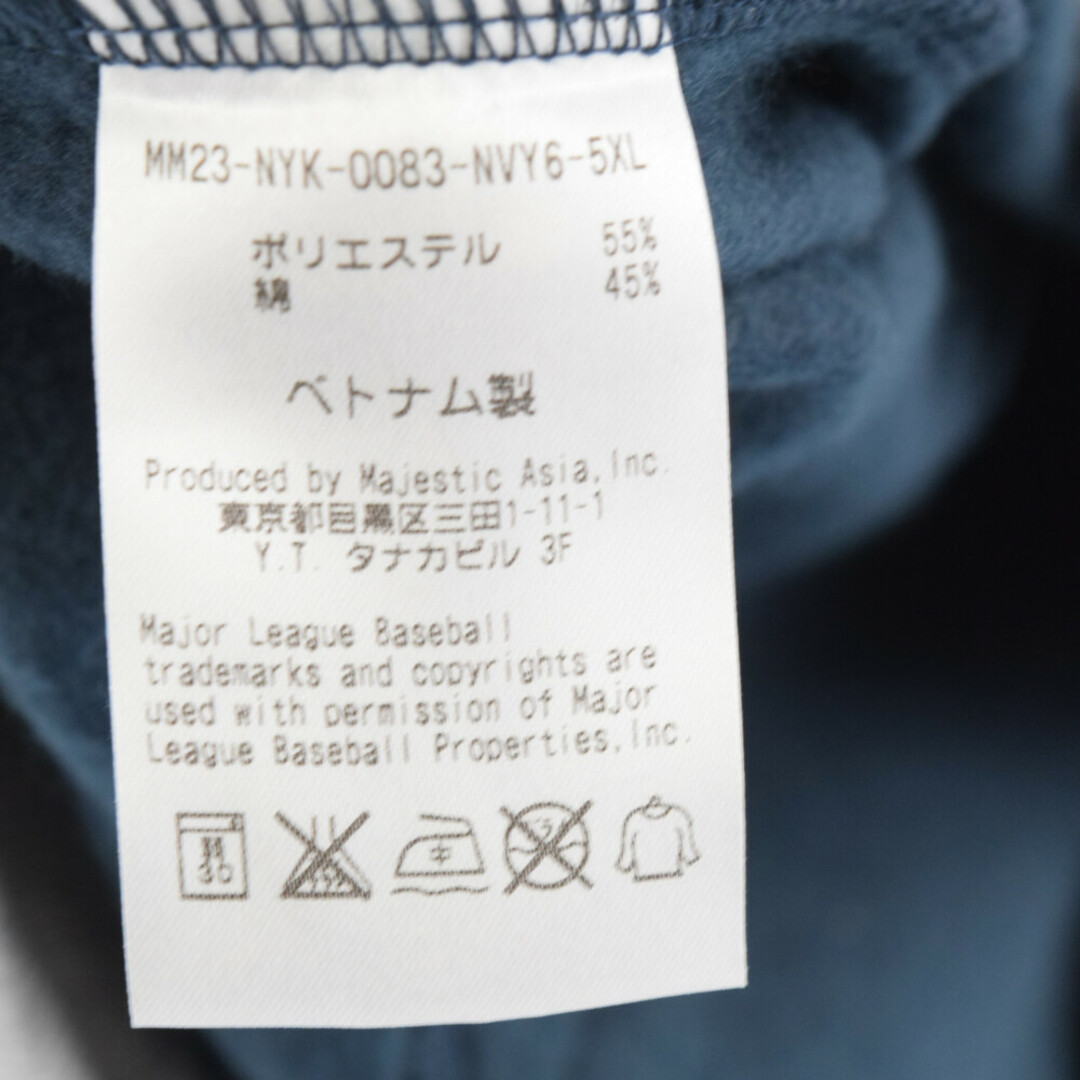 MM23-NYK-0083-NVY6-5XL
ポリエステル 55%
綿 45%
ベトナム製
Produced by Majestic Asia,Inc.
東京都目黒区三田1-11-1
Y.T. タナカビル 3F
Major League Baseball
trademarks and copyrights are
used with permission of Major
League Baseball Properties,Inc.
30
中